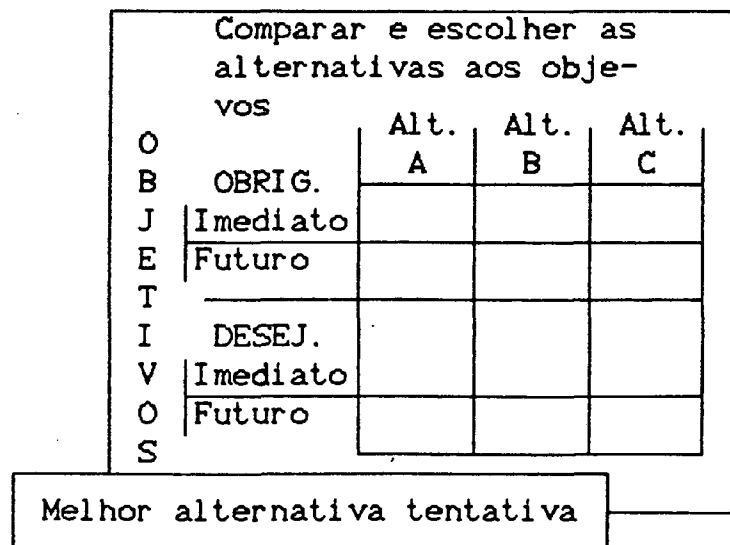 Comparar e escolher as
alternativas aos obje-
vos
Alt. Alt. Alt.
A B C
OBJETIVOS
OBRIG.
Imediato
Futuro
DESEJ.
Imediato
Futuro
Melhor alternativa tentativa